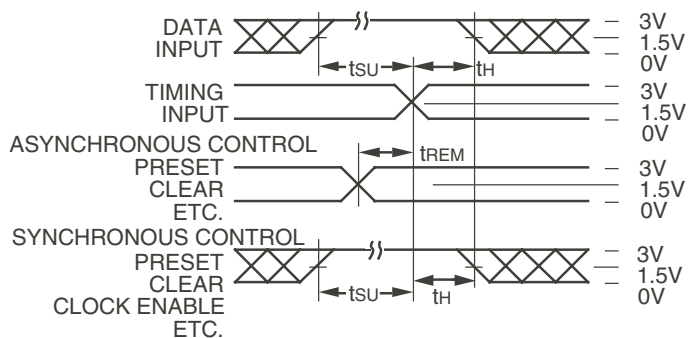 DATA
INPUT
tSU
tH
3V
1.5V
0V
TIMING
INPUT
3V
1.5V
0V
ASYNCHRONOUS CONTROL
PRESET
CLEAR
ETC.
tREM
3V
1.5V
0V
SYNCHRONOUS CONTROL
PRESET
CLEAR
CLOCK ENABLE
ETC.
tSU
tH
3V
1.5V
0V